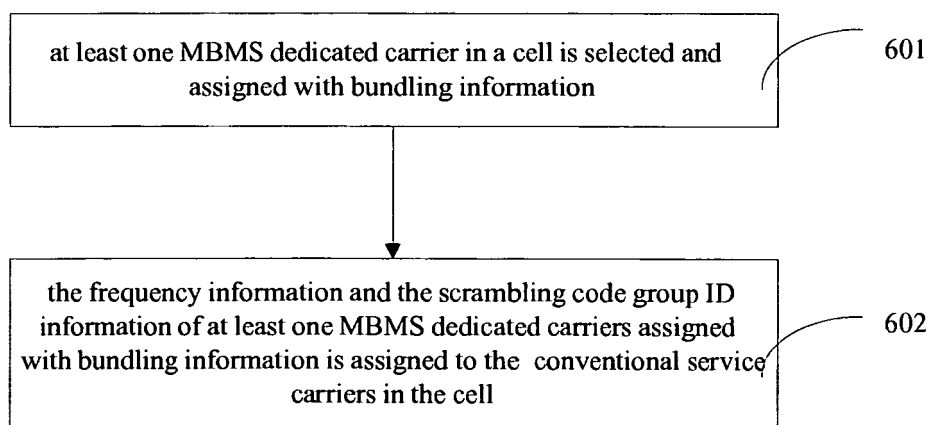 at least one MBMS dedicated carrier in a cell is selected and
assigned with bundling information
601
the frequency information and the scrambling code group ID
information of at least one MBMS dedicated carriers assigned
with bundling information is assigned to the conventional service
carriers in the cell
602